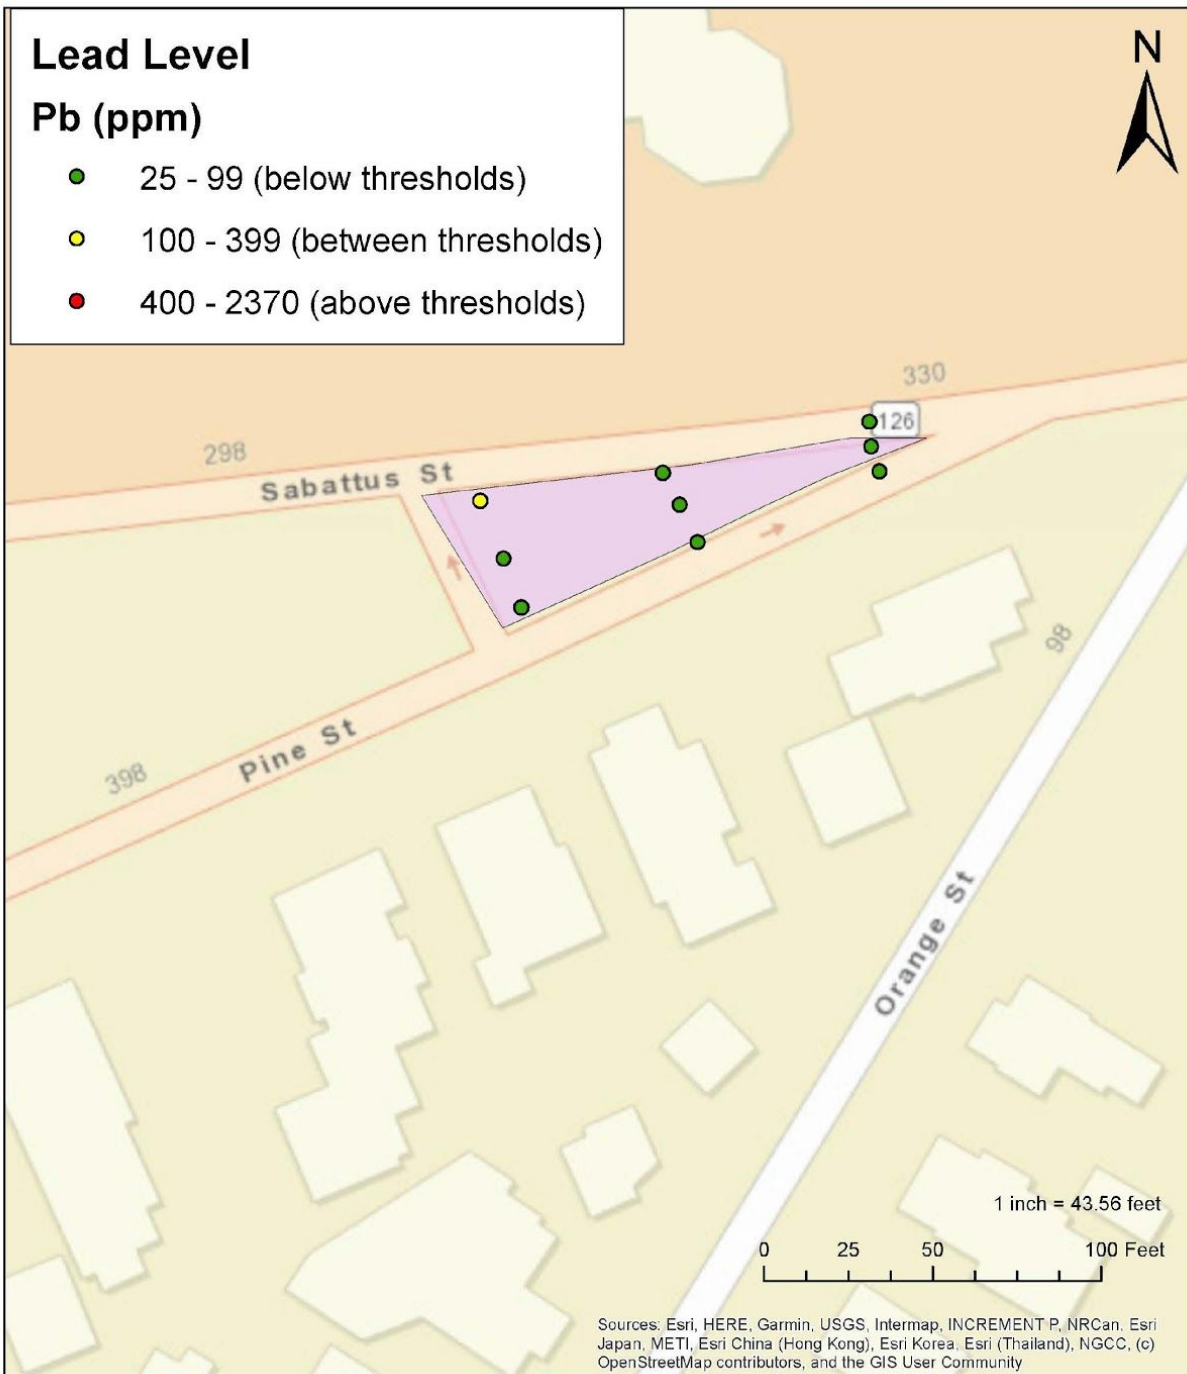 Lead Level
Pb (ppm)
25 - 99 (below thresholds)
100 - 399 (between thresholds)
400 - 2370 (above thresholds)
N
330
126
298
Sabattus St
98
Pine St
398
Orange St
1 inch = 43.56 feet
0 25 50 100 Feet
Sources: Esri, HERE, Garmin, USGS, Intermap, INCREMENT P, NRCan, Esri
Japan, METI, Esri China (Hong Kong), Esri Korea, Esri (Thailand), NGCC, (c)
OpenStreetMap contributors, and the GIS User Community